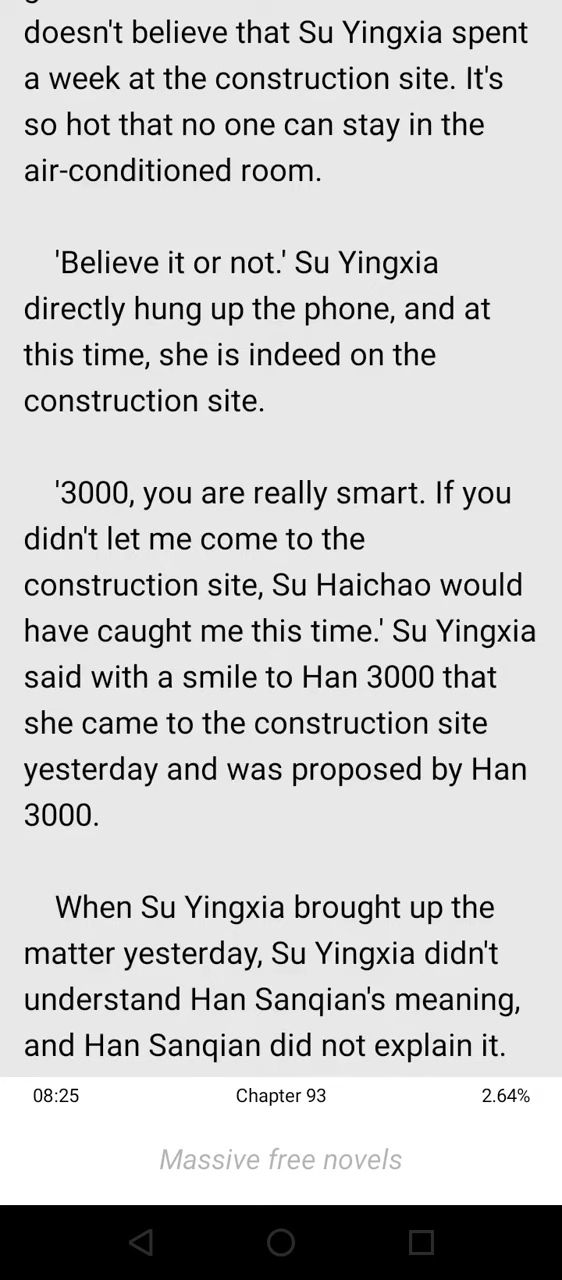 doesn't believe that Su Yingxia spent
a week at the construction site. It's
so hot that no one can stay in the
air-conditioned room.
'Believe it or not.' Su Yingxia
directly hung up the phone, and at
this time, she is indeed on the
construction site.
'3000, you are really smart. If you
didn't let me come to the
construction site, Su Haichao would
have caught me this time.' Su Yingxia
said with a smile to Han 3000 that
she came to the construction site
yesterday and was proposed by Han
3000.
When Su Yingxia brought up the
matter yesterday, Su Yingxia didn't
understand Han Sanqian's meaning,
and Han Sanqian did not explain it.
08:25 Chapter 93 2.64%
Massive free novels